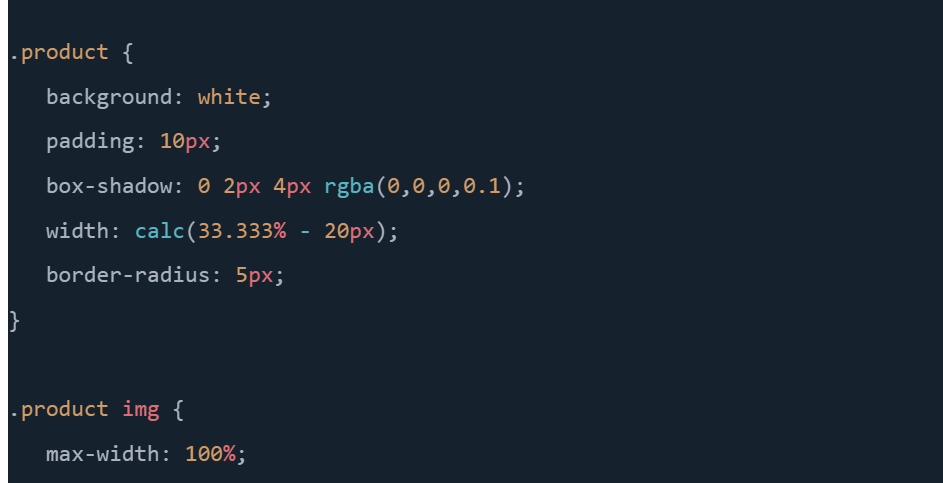 .product {
   background: white;
   padding: 10px;
   box-shadow: 0 2px 4px rgba(0,0,0,0.1);
   width: calc(33.333% - 20px);
   border-radius: 5px;
}
.product img {
   max-width: 100%;